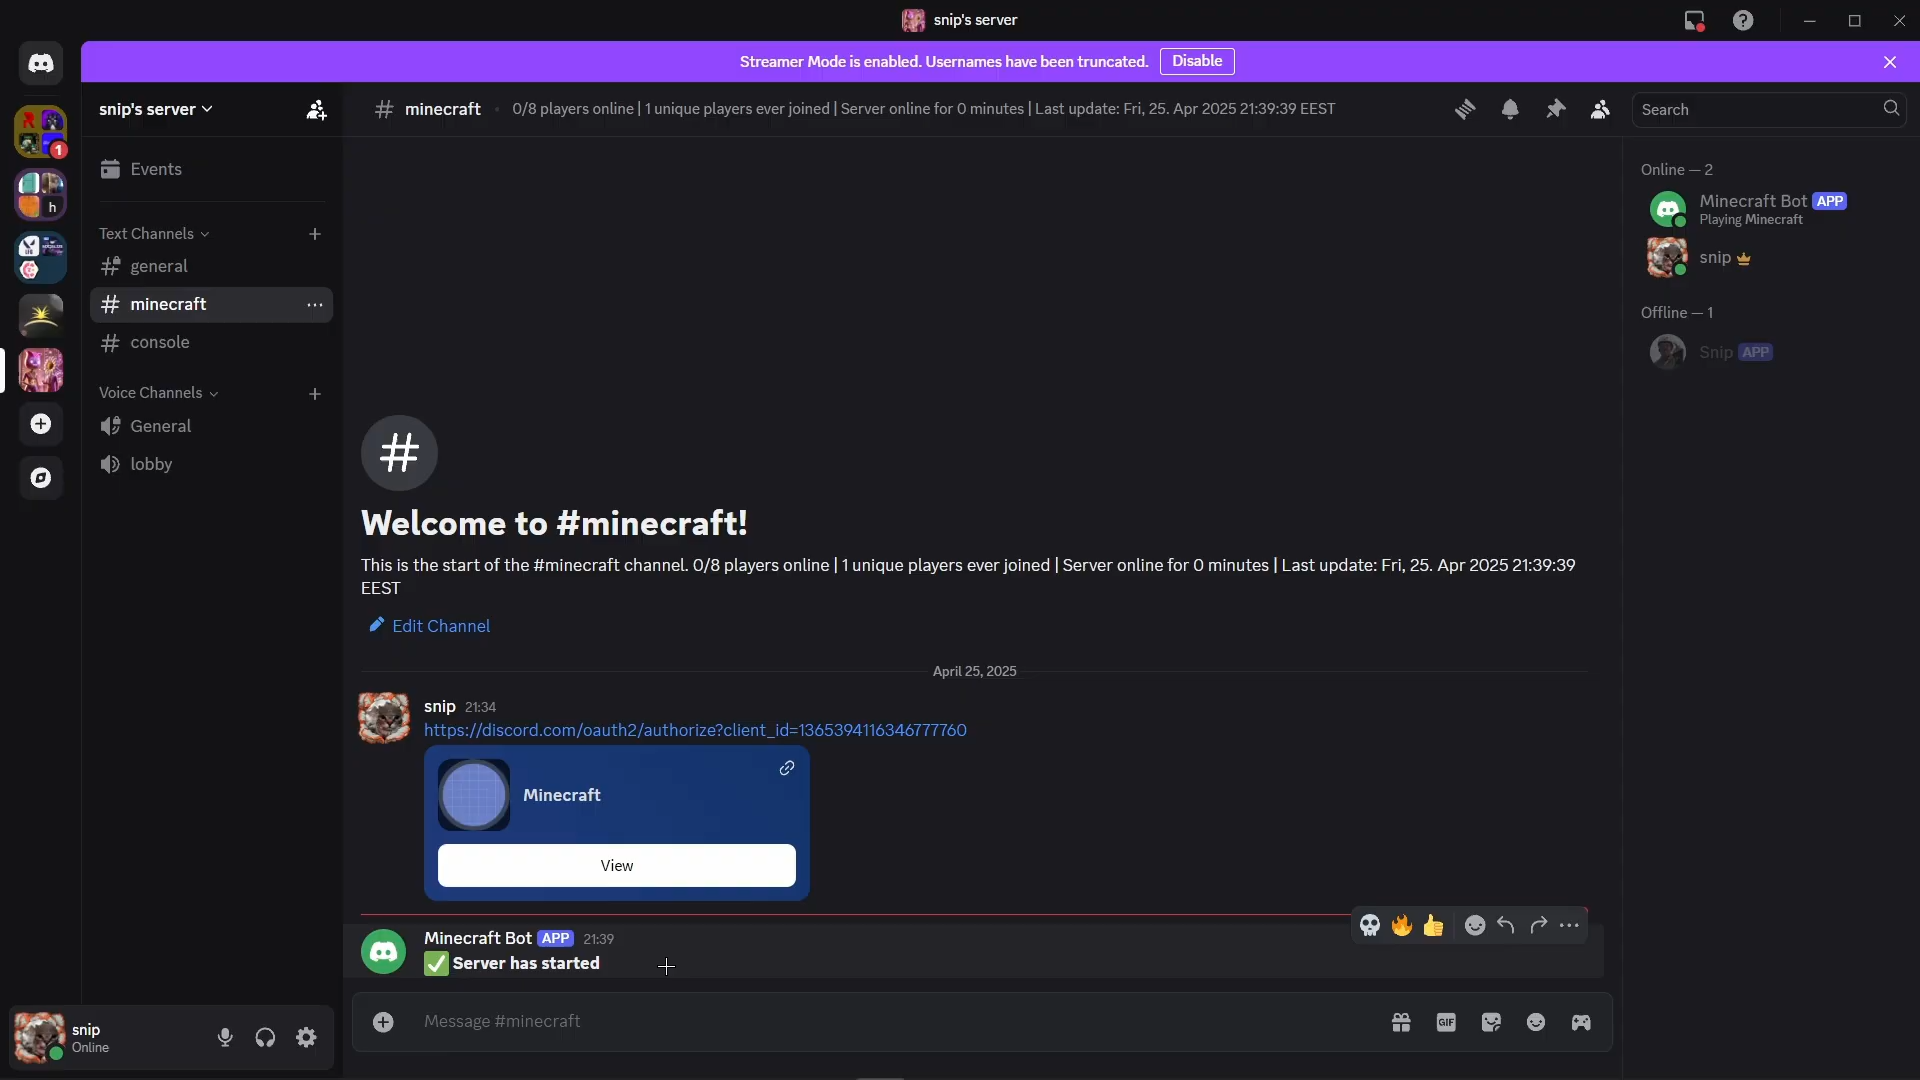 snip's server
Streamer Mode is enabled. Usernames have been truncated. Disable
snip's server
# minecraft • 0/8 players online | 1 unique players ever joined | Server online for 0 minutes | Last update: Fri, 25. Apr 2025 21:39:39 EEST
Search
1
h
Events
Text Channels
general
minecraft
console
Voice Channels
General
lobby
Welcome to #minecraft!
This is the start of the #minecraft channel. 0/8 players online | 1 unique players ever joined | Server online for 0 minutes | Last update: Fri, 25. Apr 2025 21:39:39
EEST
Edit Channel
April 25, 2025
snip 21:34
https://discord.com/oauth2/authorize?client_id=1365394116346777760
Minecraft
View
Minecraft Bot APP 21:39
✅ Server has started
Message #minecraft
GIF
snip
Online
Online — 2
Minecraft Bot APP
Playing Minecraft
snip
Offline — 1
Snip APP